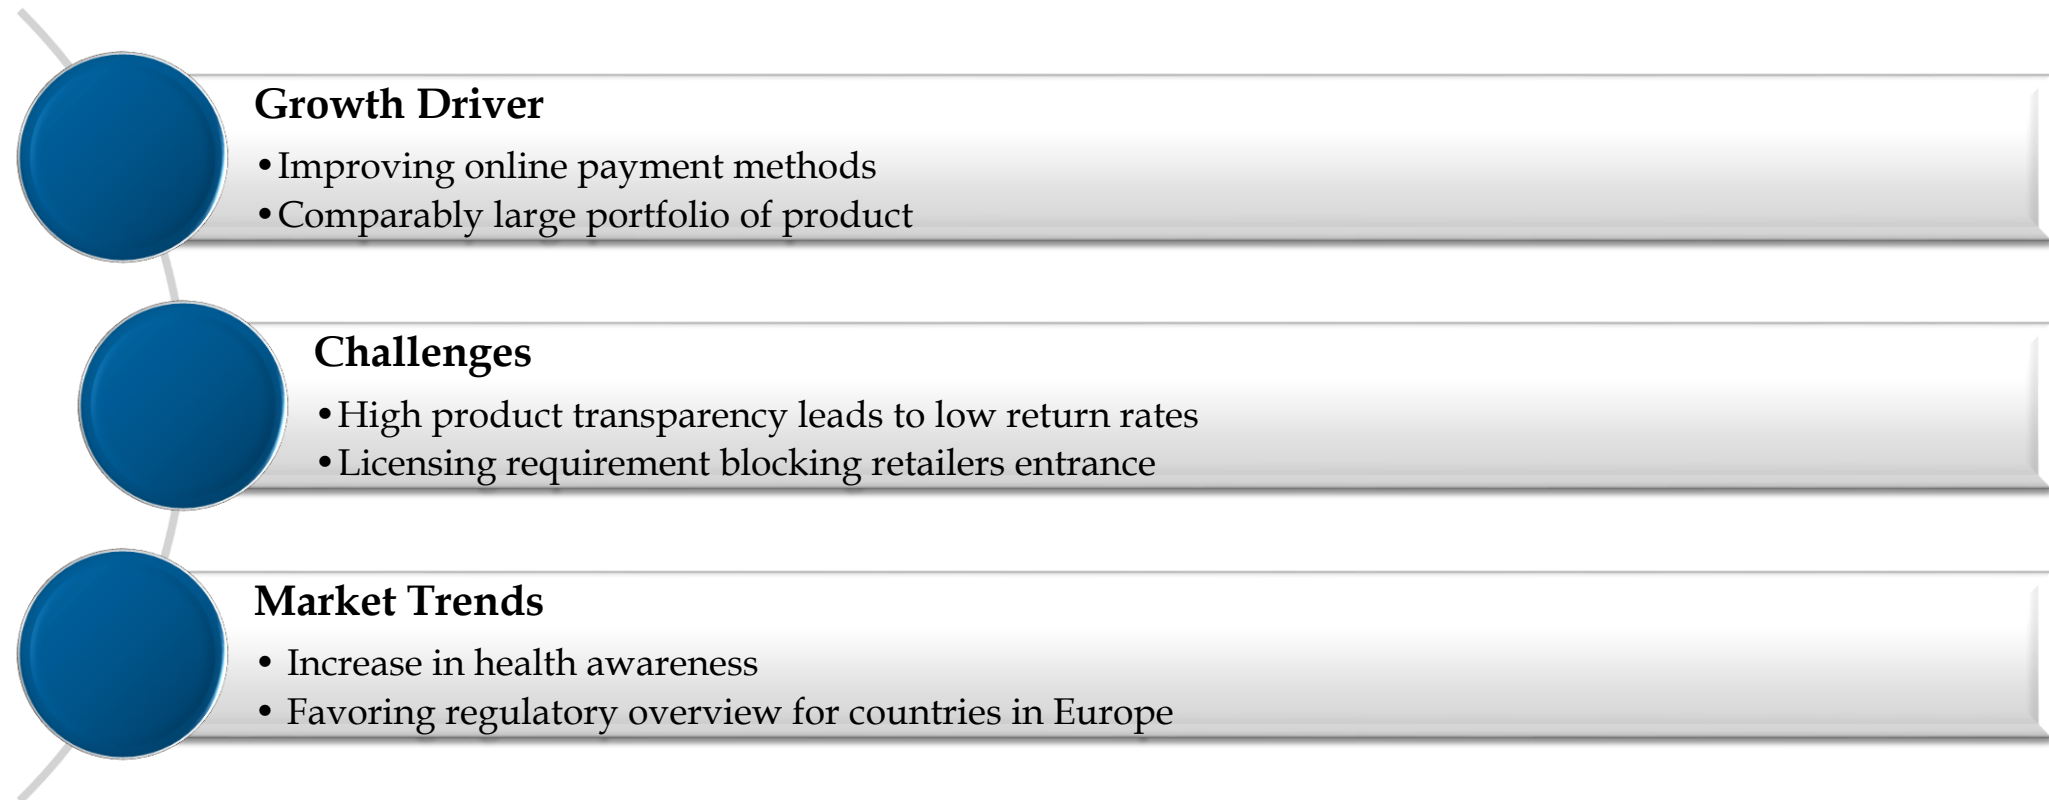 Growth Driver
•Improving online payment methods
•Comparably large portfolio of product
Challenges
•High product transparency leads to low return rates
•Licensing requirement blocking retailers entrance
Market Trends
• Increase in health awareness
• Favoring regulatory overview for countries in Europe